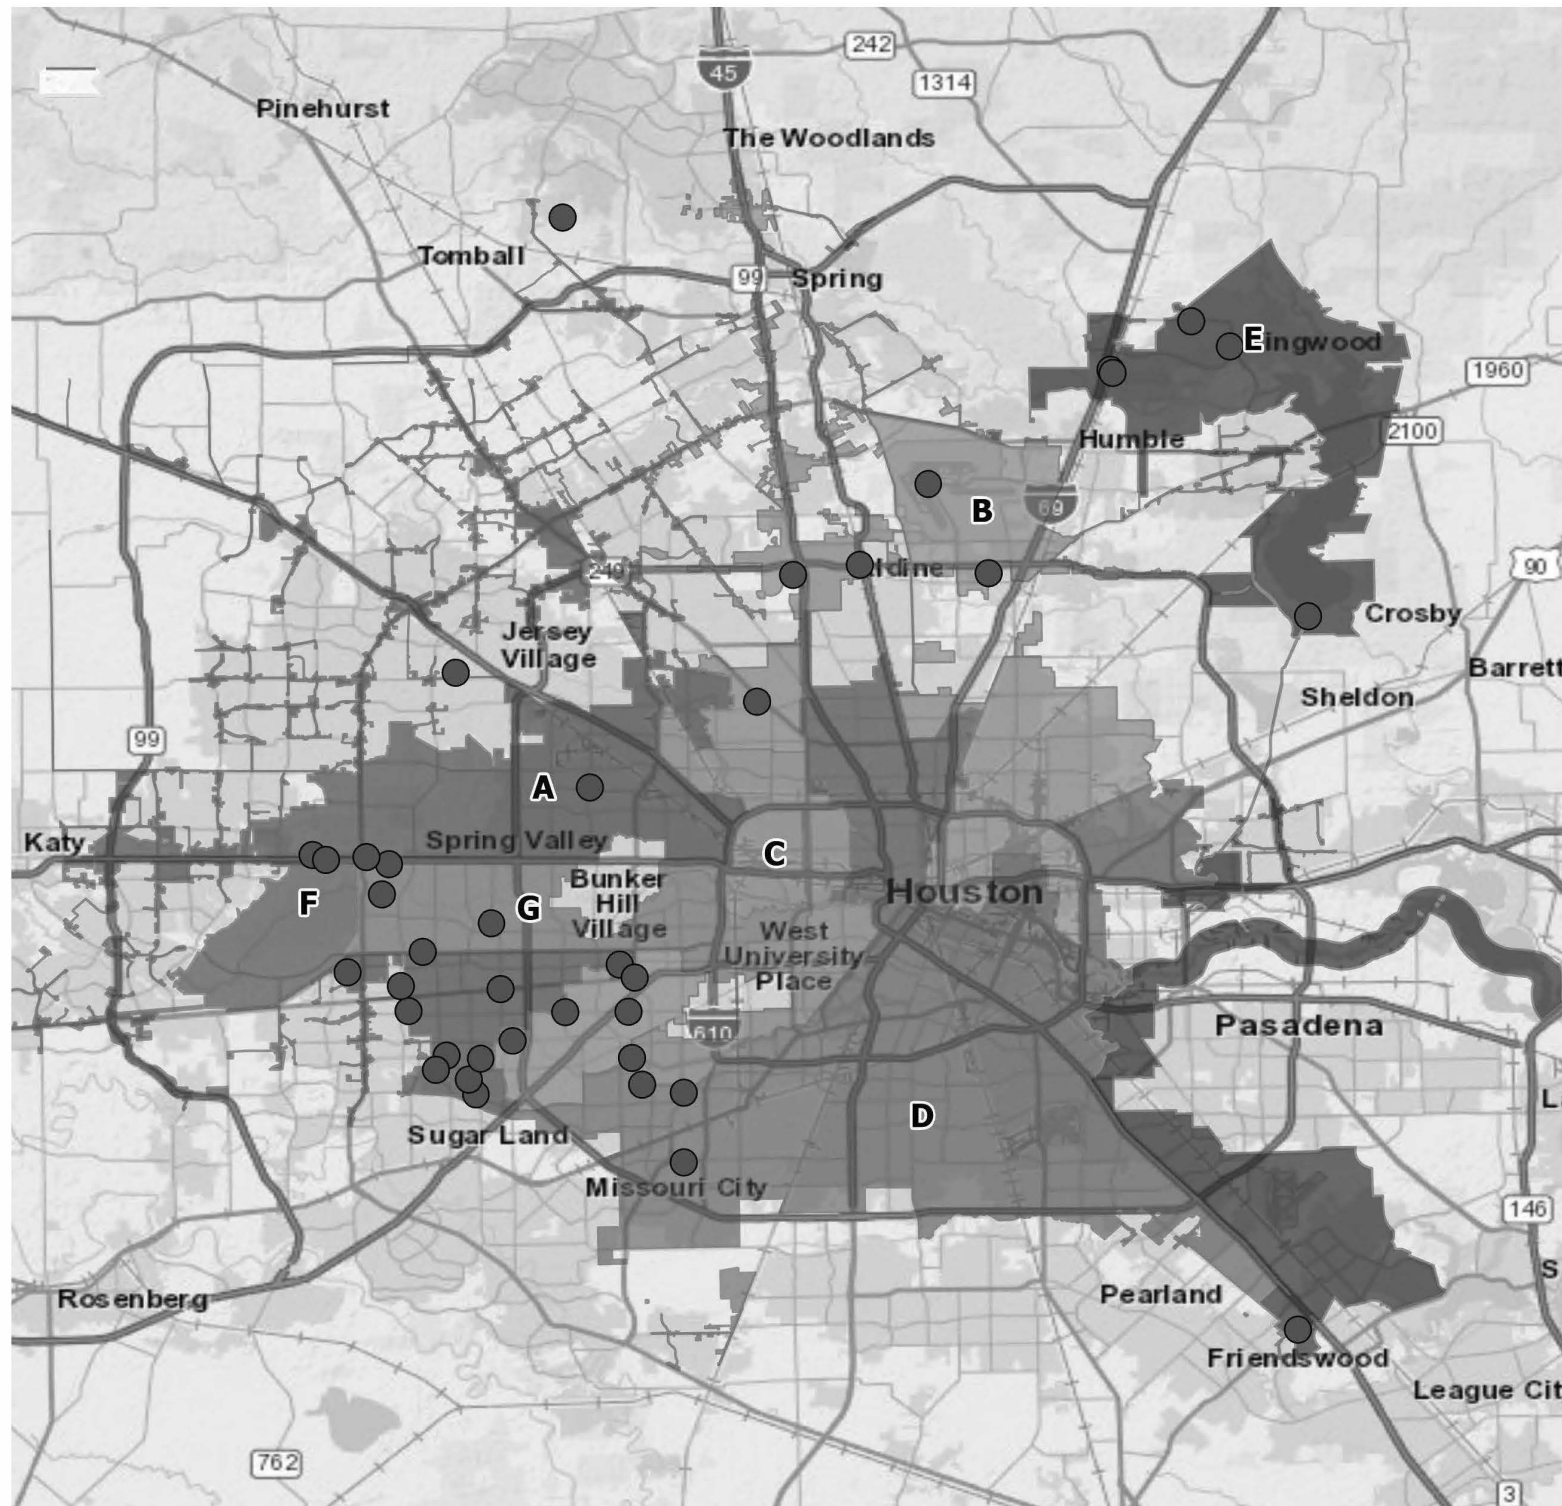 242
45
1314
Pinehurst
The Woodlands
Tomball
99
Spring
E
ingwood
1960
2100
Humble
B
69
ldine
249
90
Crosby
Jersey
Village
Barrett
Sheldon
99
A
Katy
Spring Valley
C
Bunker
Hill
Village
F
G
Houston
West
University
Place
610
Pasadena
D
L
Sugar Land
Missouri City
146
S
Pearland
Rosenberg
Friendswood
League Cit
762
3